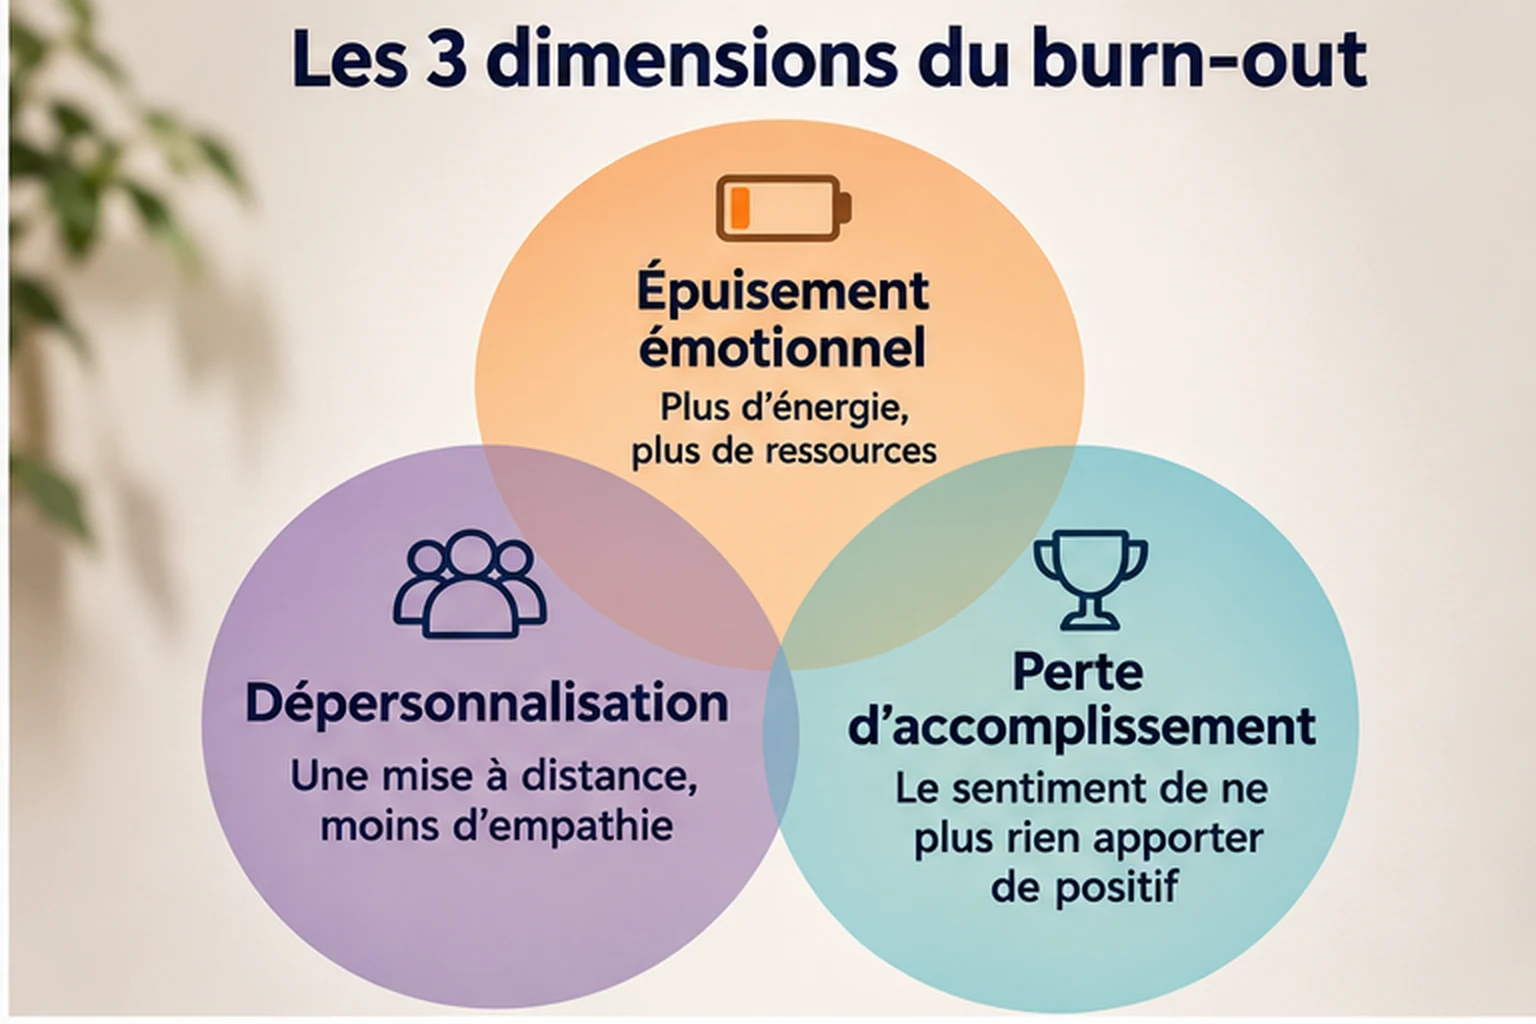 Les 3 dimensions du burn-out
Épuisement
émotionnel
Plus d’énergie,
plus de ressources
Dépersonnalisation
Une mise à distance,
moins d’empathie
Perte
d’accomplissement
Le sentiment de ne
plus rien apporter
de positif